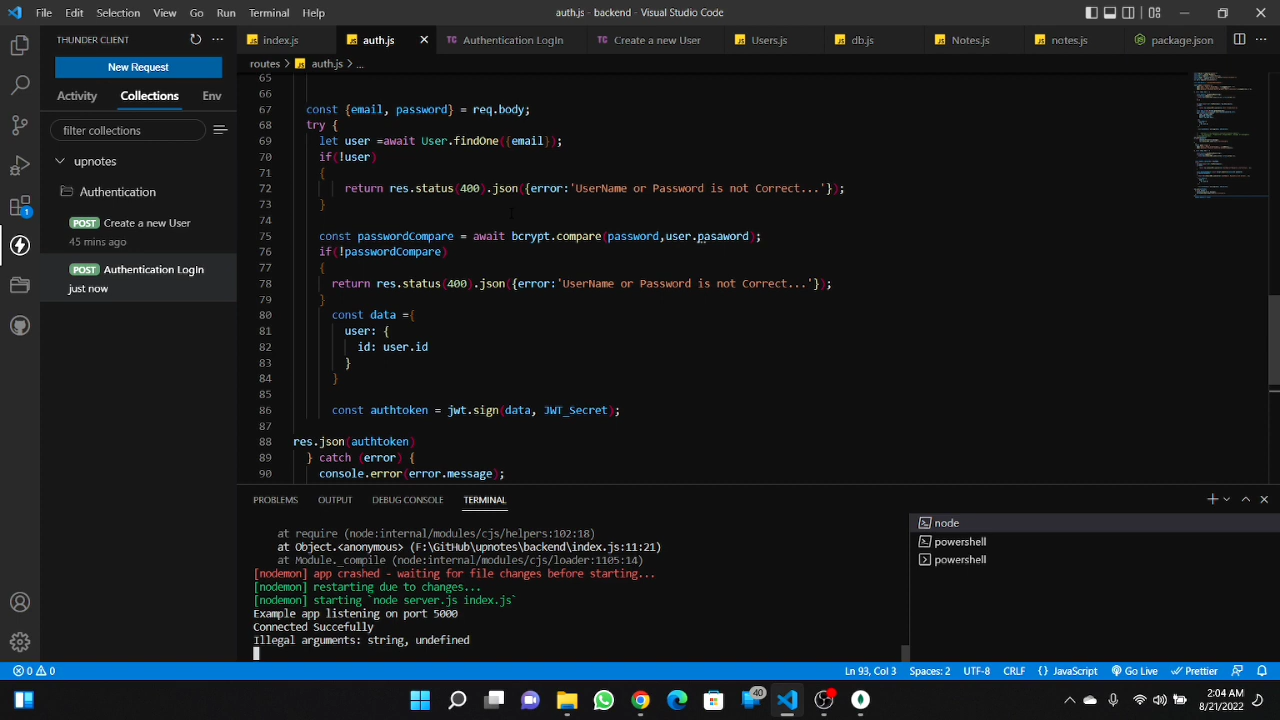 File Edit Selection View Go Run Terminal Help auth.js - backend - Visual Studio Code
THUNDER CLIENT
index.js auth.js TC Authentication LogIn TC Create a new User Users.js db.js Notes.js notes.js package.json
New Request
routes > auth.js > ...
Activity Collections Env
filter collections
upnotes
Authentication
POST Create a new User
45 mins ago
POST Authentication LogIn
just now
65
66
67 const {email, password} = req.body;
68 try {
69 let user =await User.findOne({email});
70 if(!user)
71 {
72 return res.status(400).json({error:'UserName or Password is not Correct...'});
73 }
74
75 const passwordCompare = await bcrypt.compare(password,user.pasaword);
76 if(!passwordCompare)
77 {
78 return res.status(400).json({error:'UserName or Password is not Correct...'});
79 }
80 const data ={
81 user: {
82 id: user.id
83 }
84 }
85
86 const authtoken = jwt.sign(data, JWT_Secret);
87
88 res.json(authtoken)
89 } catch (error) {
90 console.error(error.message);
PROBLEMS OUTPUT DEBUG CONSOLE TERMINAL
at require (node:internal/modules/cjs/helpers:102:18)
at Object.<anonymous> (F:\GitHub\upnotes\backend\index.js:11:21)
at Module._compile (node:internal/modules/cjs/loader:1105:14)
[nodemon] app crashed - waiting for file changes before starting...
[nodemon] restarting due to changes...
[nodemon] starting `node server.js index.js`
Example app listening on port 5000
Connected Succefully
Illegal arguments: string, undefined
node
powershell
powershell
1
0 0 Ln 93, Col 3 Spaces: 2 UTF-8 CRLF {} JavaScript Go Live Prettier
40
2:04 AM
8/21/2022